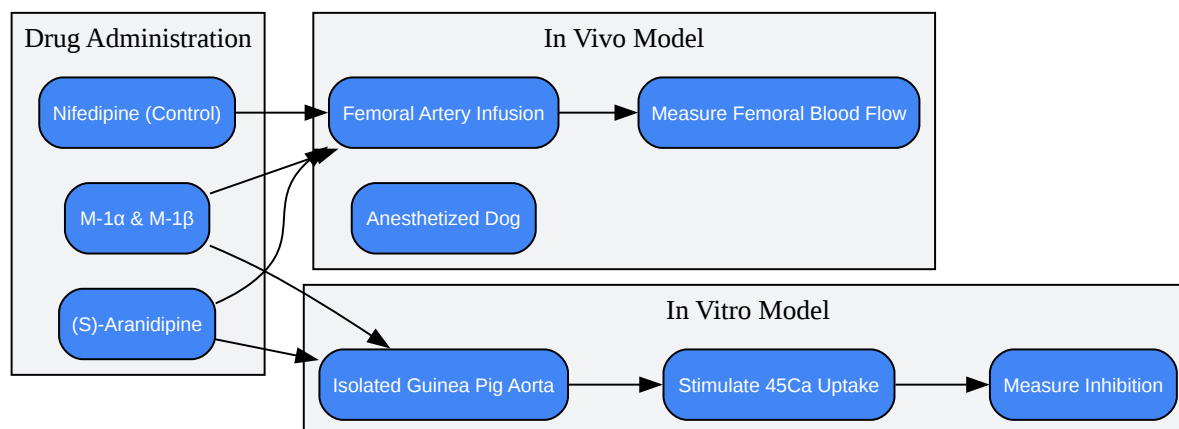 Drug Administration
Nifedipine (Control)
M-1α & M-1β
(S)-Aranidipine
In Vivo Model
Femoral Artery Infusion
Measure Femoral Blood Flow
Anesthetized Dog
In Vitro Model
Isolated Guinea Pig Aorta
Stimulate 45Ca Uptake
Measure Inhibition